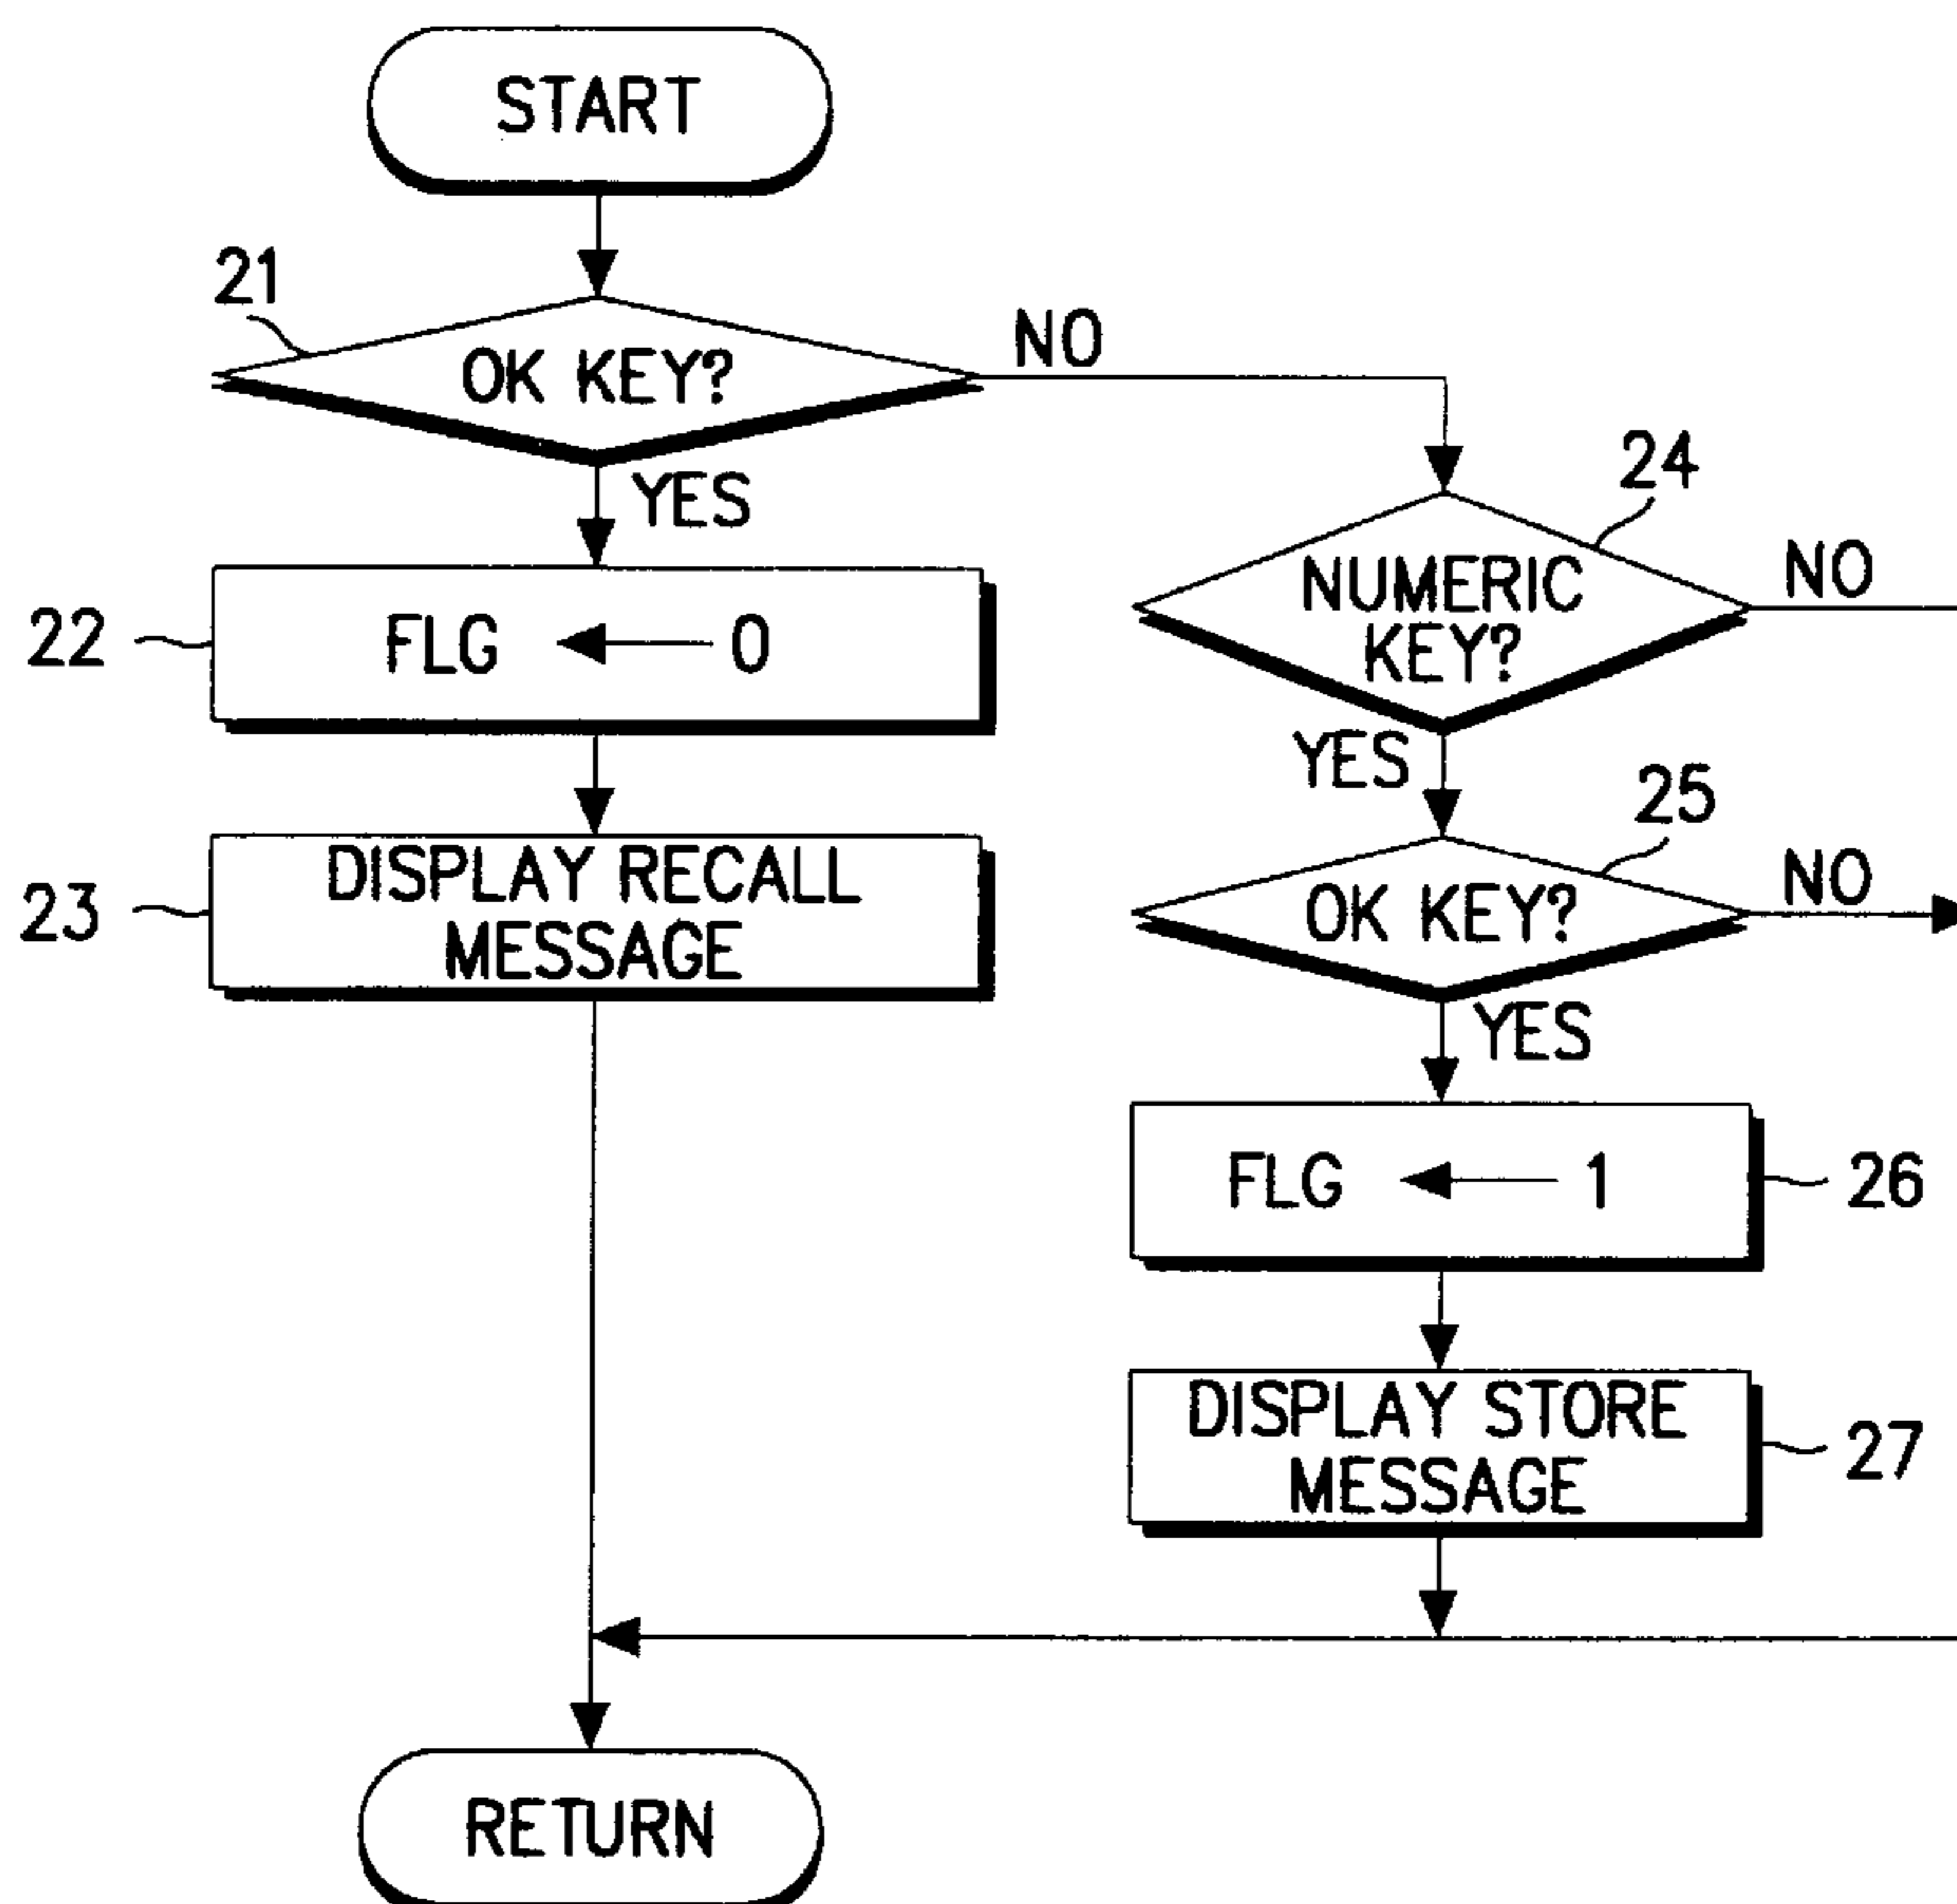 START
21
OK KEY?
NO
YES
22
FLG ← 0
23
DISPLAY RECALL
MESSAGE
24
NUMERIC
KEY?
NO
YES
25
OK KEY?
NO
YES
FLG ← 1
26
DISPLAY STORE
MESSAGE
27
RETURN